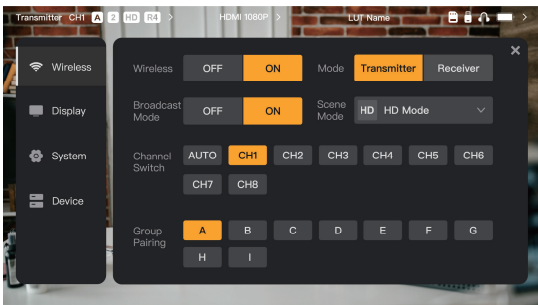 Transmitter CH1 A 2 HD R4 > HDMI 1080P > LUT Name >
Wireless
Display
System
Device
Wireless OFF ON Mode Transmitter Receiver
Broadcast Mode OFF ON Scene Mode HD HD Mode
Channel Switch AUTO CH1 CH2 CH3 CH4 CH5 CH6
CH7 CH8
Group Pairing A B C D E F G
H I